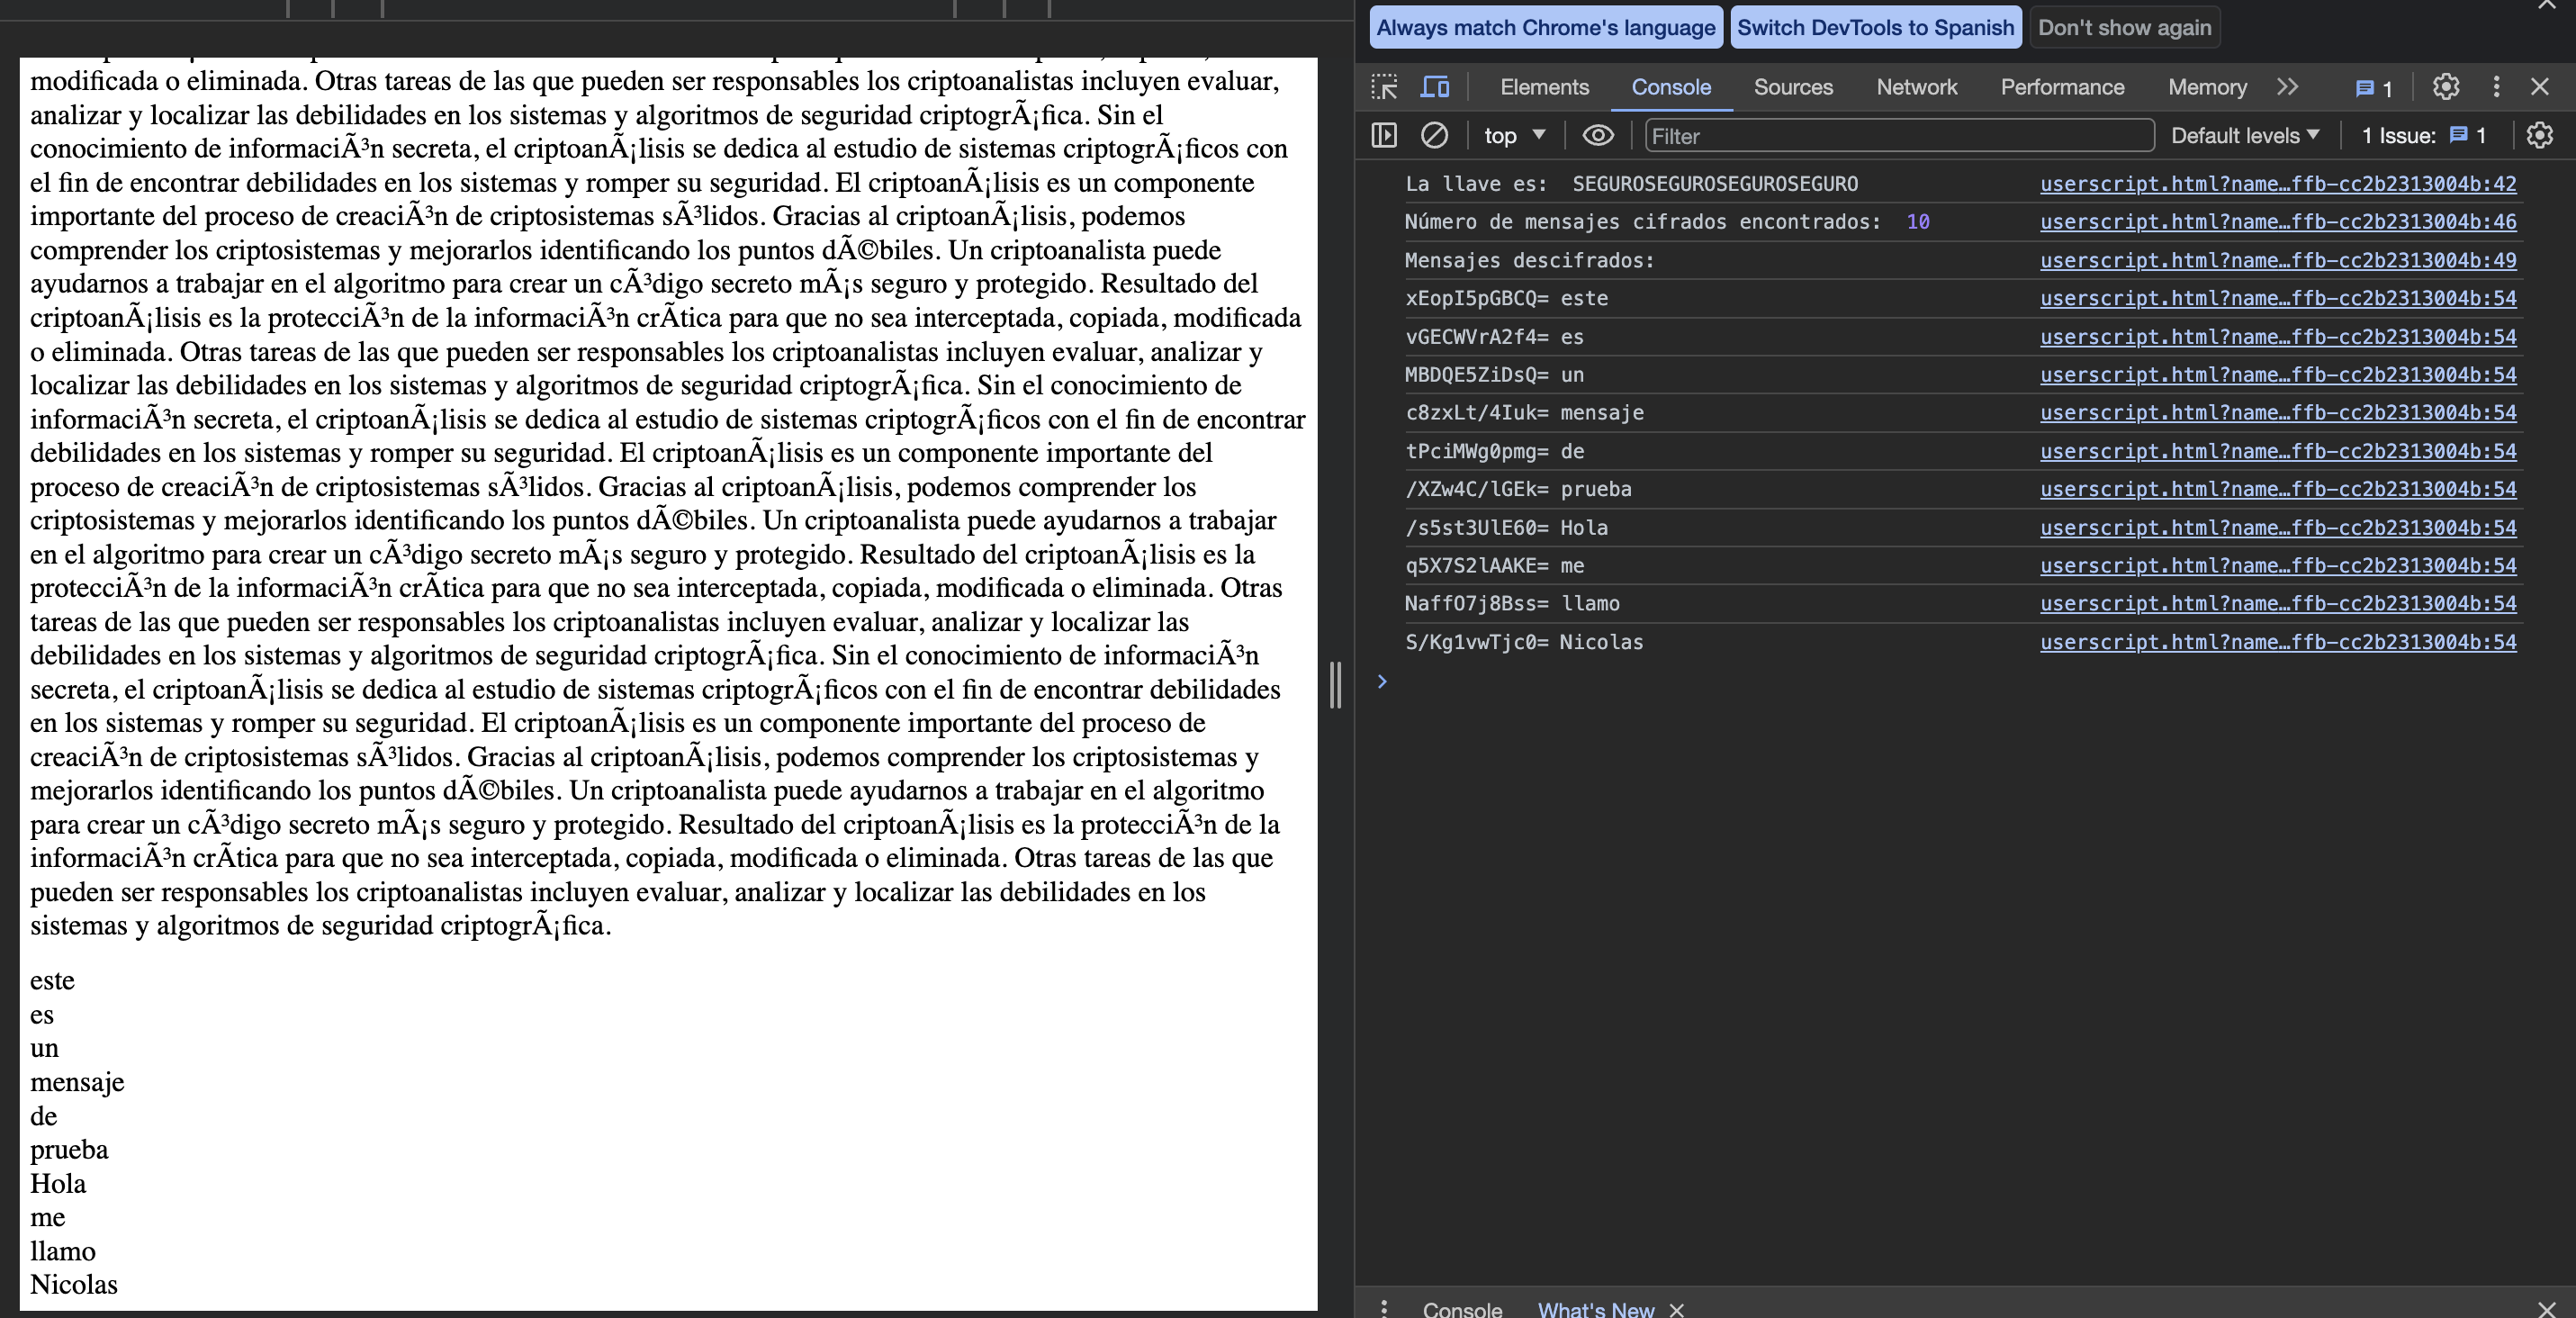 modificada o eliminada. Otras tareas de las que pueden ser responsables los criptoanalistas incluyen evaluar,
analizar y localizar las debilidades en los sistemas y algoritmos de seguridad criptogrÃ¡fica. Sin el
conocimiento de informaciÃ³n secreta, el criptoanÃ¡lisis se dedica al estudio de sistemas criptogrÃ¡ficos con
el fin de encontrar debilidades en los sistemas y romper su seguridad. El criptoanÃ¡lisis es un componente
importante del proceso de creaciÃ³n de criptosistemas sÃ³lidos. Gracias al criptoanÃ¡lisis, podemos
comprender los criptosistemas y mejorarlos identificando los puntos dÃ©biles. Un criptoanalista puede
ayudarnos a trabajar en el algoritmo para crear un cÃ³digo secreto mÃ¡s seguro y protegido. Resultado del
criptoanÃ¡lisis es la protecciÃ³n de la informaciÃ³n crÃ­tica para que no sea interceptada, copiada, modificada
o eliminada. Otras tareas de las que pueden ser responsables los criptoanalistas incluyen evaluar, analizar y
localizar las debilidades en los sistemas y algoritmos de seguridad criptogrÃ¡fica. Sin el conocimiento de
informaciÃ³n secreta, el criptoanÃ¡lisis se dedica al estudio de sistemas criptogrÃ¡ficos con el fin de encontrar
debilidades en los sistemas y romper su seguridad. El criptoanÃ¡lisis es un componente importante del
proceso de creaciÃ³n de criptosistemas sÃ³lidos. Gracias al criptoanÃ¡lisis, podemos comprender los
criptosistemas y mejorarlos identificando los puntos dÃ©biles. Un criptoanalista puede ayudarnos a trabajar
en el algoritmo para crear un cÃ³digo secreto mÃ¡s seguro y protegido. Resultado del criptoanÃ¡lisis es la
protecciÃ³n de la informaciÃ³n crÃ­tica para que no sea interceptada, copiada, modificada o eliminada. Otras
tareas de las que pueden ser responsables los criptoanalistas incluyen evaluar, analizar y localizar las
debilidades en los sistemas y algoritmos de seguridad criptogrÃ¡fica. Sin el conocimiento de informaciÃ³n
secreta, el criptoanÃ¡lisis se dedica al estudio de sistemas criptogrÃ¡ficos con el fin de encontrar debilidades
en los sistemas y romper su seguridad. El criptoanÃ¡lisis es un componente importante del proceso de
creaciÃ³n de criptosistemas sÃ³lidos. Gracias al criptoanÃ¡lisis, podemos comprender los criptosistemas y
mejorarlos identificando los puntos dÃ©biles. Un criptoanalista puede ayudarnos a trabajar en el algoritmo
para crear un cÃ³digo secreto mÃ¡s seguro y protegido. Resultado del criptoanÃ¡lisis es la protecciÃ³n de la
informaciÃ³n crÃ­tica para que no sea interceptada, copiada, modificada o eliminada. Otras tareas de las que
pueden ser responsables los criptoanalistas incluyen evaluar, analizar y localizar las debilidades en los
sistemas y algoritmos de seguridad criptogrÃ¡fica.
este
es
un
mensaje
de
prueba
Hola
me
llamo
Nicolas
Always match Chrome's language Switch DevTools to Spanish Don't show again
Elements Console Sources Network Performance Memory 1
top Filter Default levels 1 Issue: 1
La llave es: SEGUROSEGUROSEGUROSEGURO userscript.html?name…ffb-cc2b2313004b:42
Número de mensajes cifrados encontrados: 10 userscript.html?name…ffb-cc2b2313004b:46
Mensajes descifrados: userscript.html?name…ffb-cc2b2313004b:49
xEopI5pGBCQ= este userscript.html?name…ffb-cc2b2313004b:54
vGECWVrA2f4= es userscript.html?name…ffb-cc2b2313004b:54
MBDQE5ZiDsQ= un userscript.html?name…ffb-cc2b2313004b:54
c8zxLt/4Iuk= mensaje userscript.html?name…ffb-cc2b2313004b:54
tPciMWg0pmg= de userscript.html?name…ffb-cc2b2313004b:54
/XZw4C/lGEk= prueba userscript.html?name…ffb-cc2b2313004b:54
/s5st3UlE60= Hola userscript.html?name…ffb-cc2b2313004b:54
q5X7S2lAAKE= me userscript.html?name…ffb-cc2b2313004b:54
NaffO7j8Bss= llamo userscript.html?name…ffb-cc2b2313004b:54
S/Kg1vwTjc0= Nicolas userscript.html?name…ffb-cc2b2313004b:54
Console What's New